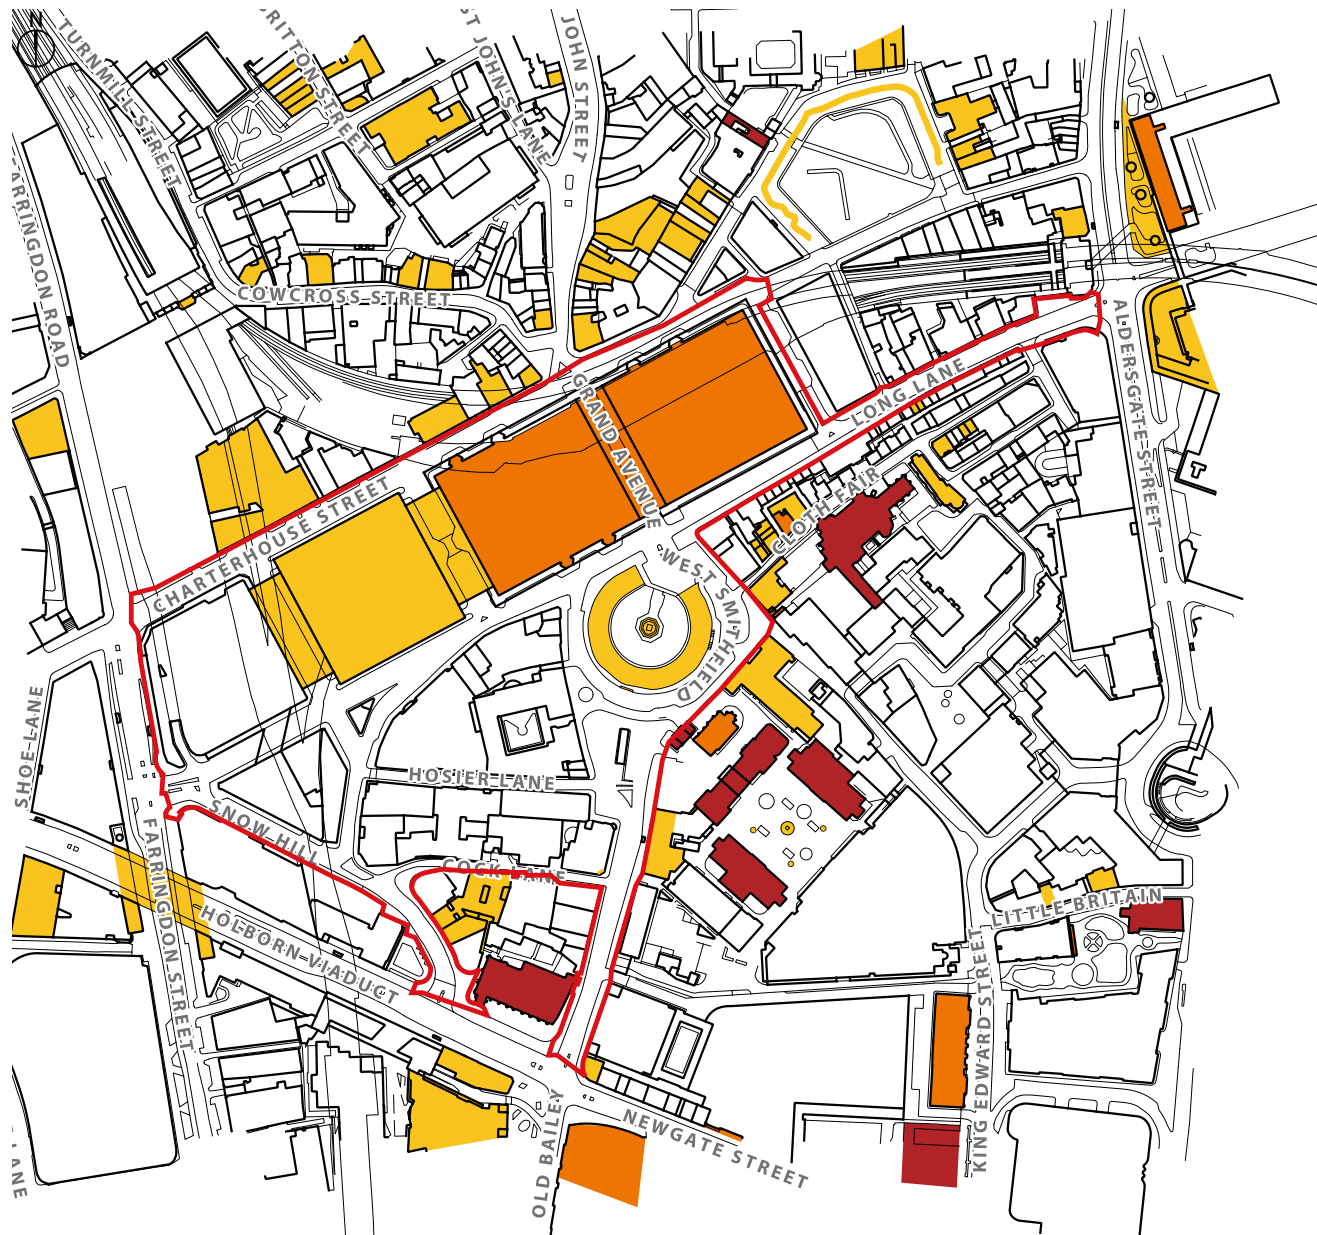 N
TURNMILL STREET
BRITTON STREET
ST JOHN'S LANE
JOHN STREET
FARRINGDON ROAD
COWCROSS STREET
ALDERSGATE STREET
LONG LANE
GRAND AVENUE
CLOTH FAIR
CHARTERHOUSE STREET
WEST SMITHFIELD
SHOE LANE
HOSIER LANE
SNOW HILL
COCK LANE
FARRINGDON STREET
HOLBORN VIADUCT
LITTLE BRITAIN
KING EDWARD STREET
OLD BAILEY
NEWGATE STREET
LANE